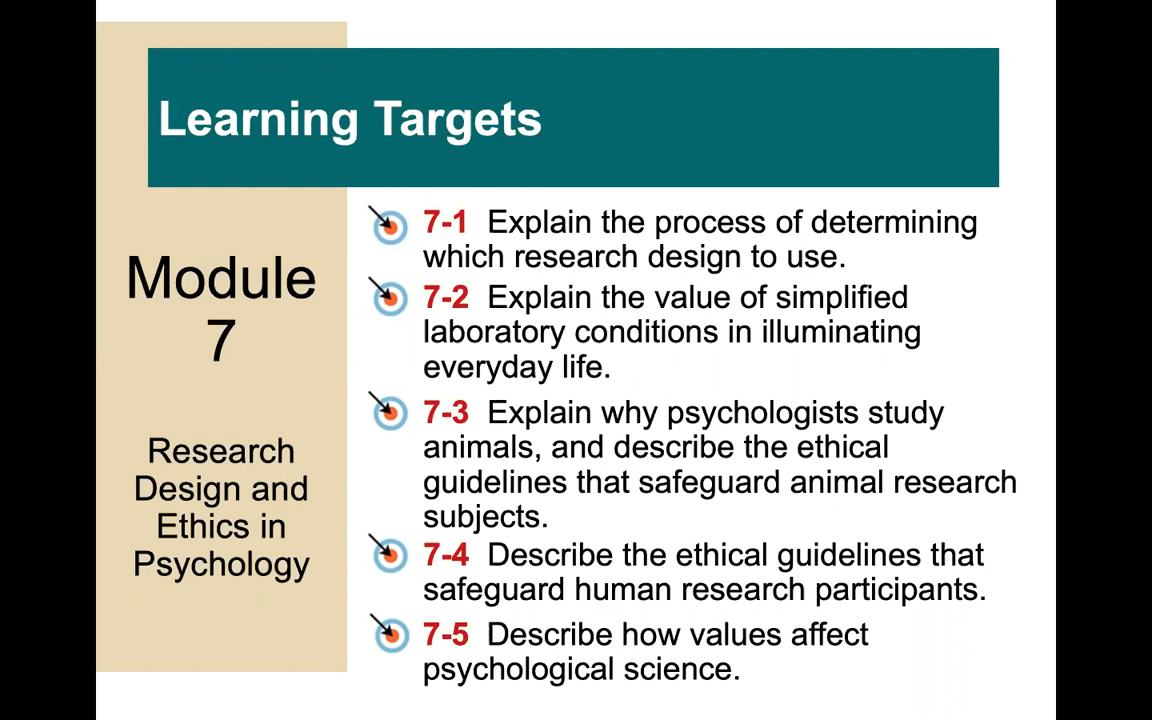 Learning Targets
Module
7
Research
Design and
Ethics in
Psychology
7-1 Explain the process of determining
which research design to use.
7-2 Explain the value of simplified
laboratory conditions in illuminating
everyday life.
7-3 Explain why psychologists study
animals, and describe the ethical
guidelines that safeguard animal research
subjects.
7-4 Describe the ethical guidelines that
safeguard human research participants.
7-5 Describe how values affect
psychological science.